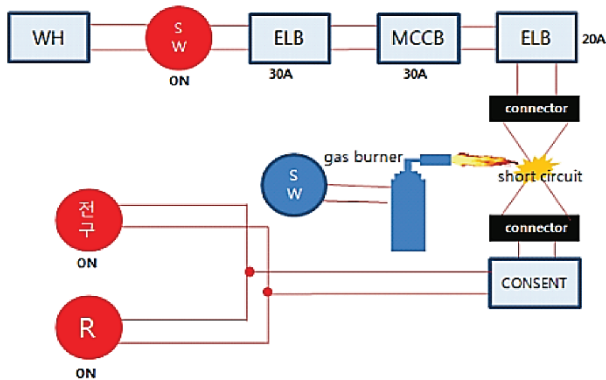 WH
S
W
ON
ELB
30A
MCCB
30A
ELB
20A
connector
gas burner
short circuit
S
W
connector
CONSENT
전
구
ON
R
ON